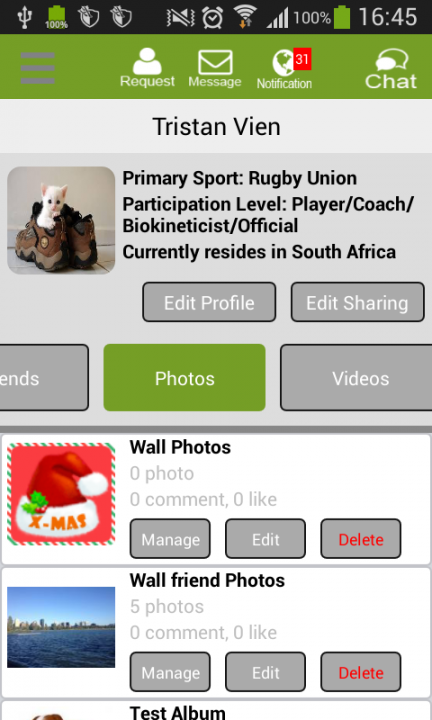 100%
100%
16:45
Request
Message
31
Notification
Chat
Tristan Vien
Primary Sport: Rugby Union
Participation Level: Player/Coach/
Biokineticist/Official
Currently resides in South Africa
Edit Profile
Edit Sharing
ends
Photos
Videos
Wall Photos
0 photo
0 comment, 0 like
X-MAS
Manage
Edit
Delete
Wall friend Photos
5 photos
0 comment, 0 like
Manage
Edit
Delete
Test Album